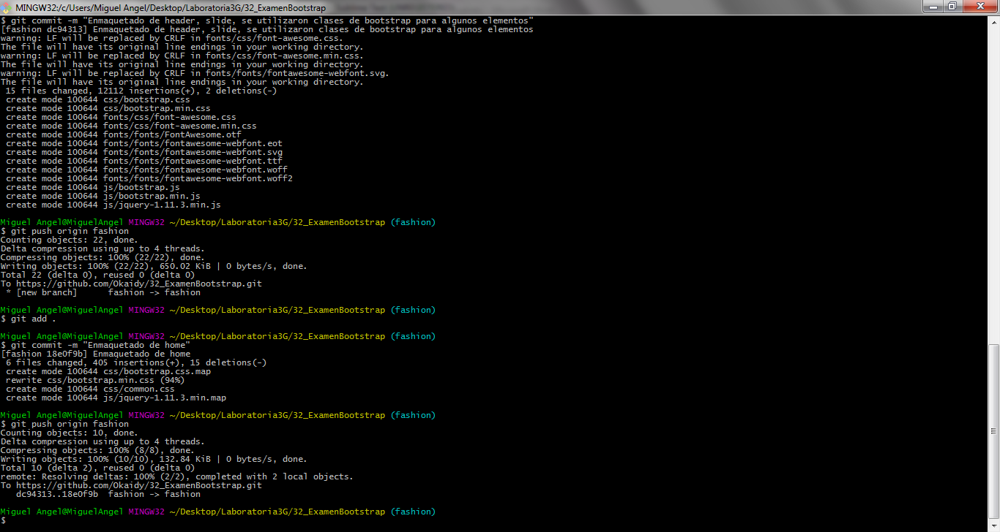 MINGW32:/c/Users/Miguel Angel/Desktop/Laboratoria3G/32_ExamenBootstrap
$ git commit -m "Enmaquetado de header, slide, se utilizaron clases de bootstrap para algunos elementos"
[fashion dc94313] Enmaquetado de header, slide, se utilizaron clases de bootstrap para algunos elementos
warning: LF will be replaced by CRLF in fonts/css/font-awesome.css.
The file will have its original line endings in your working directory.
warning: LF will be replaced by CRLF in fonts/css/font-awesome.min.css.
The file will have its original line endings in your working directory.
warning: LF will be replaced by CRLF in fonts/fonts/fontawesome-webfont.svg.
The file will have its original line endings in your working directory.
 15 files changed, 12112 insertions(+), 2 deletions(-)
 create mode 100644 css/bootstrap.css
 create mode 100644 css/bootstrap.min.css
 create mode 100644 fonts/css/font-awesome.css
 create mode 100644 fonts/css/font-awesome.min.css
 create mode 100644 fonts/fonts/FontAwesome.otf
 create mode 100644 fonts/fonts/fontawesome-webfont.eot
 create mode 100644 fonts/fonts/fontawesome-webfont.svg
 create mode 100644 fonts/fonts/fontawesome-webfont.ttf
 create mode 100644 fonts/fonts/fontawesome-webfont.woff
 create mode 100644 fonts/fonts/fontawesome-webfont.woff2
 create mode 100644 js/bootstrap.js
 create mode 100644 js/bootstrap.min.js
 create mode 100644 js/jquery-1.11.3.min.js
Miguel Angel@MiguelAngel MINGW32 ~/Desktop/Laboratoria3G/32_ExamenBootstrap (fashion)
$ git push origin fashion
Counting objects: 22, done.
Delta compression using up to 4 threads.
Compressing objects: 100% (22/22), done.
Writing objects: 100% (22/22), 650.02 KiB | 0 bytes/s, done.
Total 22 (delta 0), reused 0 (delta 0)
To https://github.com/Okaidy/32_ExamenBootstrap.git
 * [new branch]      fashion -> fashion
Miguel Angel@MiguelAngel MINGW32 ~/Desktop/Laboratoria3G/32_ExamenBootstrap (fashion)
$ git add .
Miguel Angel@MiguelAngel MINGW32 ~/Desktop/Laboratoria3G/32_ExamenBootstrap (fashion)
$ git commit -m "Enmaquetado de home"
[fashion 18e0f9b] Enmaquetado de home
 6 files changed, 405 insertions(+), 15 deletions(-)
 create mode 100644 css/bootstrap.css.map
 rewrite css/bootstrap.min.css (94%)
 create mode 100644 css/common.css
 create mode 100644 js/jquery-1.11.3.min.map
Miguel Angel@MiguelAngel MINGW32 ~/Desktop/Laboratoria3G/32_ExamenBootstrap (fashion)
$ git push origin fashion
Counting objects: 10, done.
Delta compression using up to 4 threads.
Compressing objects: 100% (8/8), done.
Writing objects: 100% (10/10), 132.84 KiB | 0 bytes/s, done.
Total 10 (delta 2), reused 0 (delta 0)
remote: Resolving deltas: 100% (2/2), completed with 2 local objects.
To https://github.com/Okaidy/32_ExamenBootstrap.git
   dc94313..18e0f9b  fashion -> fashion
Miguel Angel@MiguelAngel MINGW32 ~/Desktop/Laboratoria3G/32_ExamenBootstrap (fashion)
$